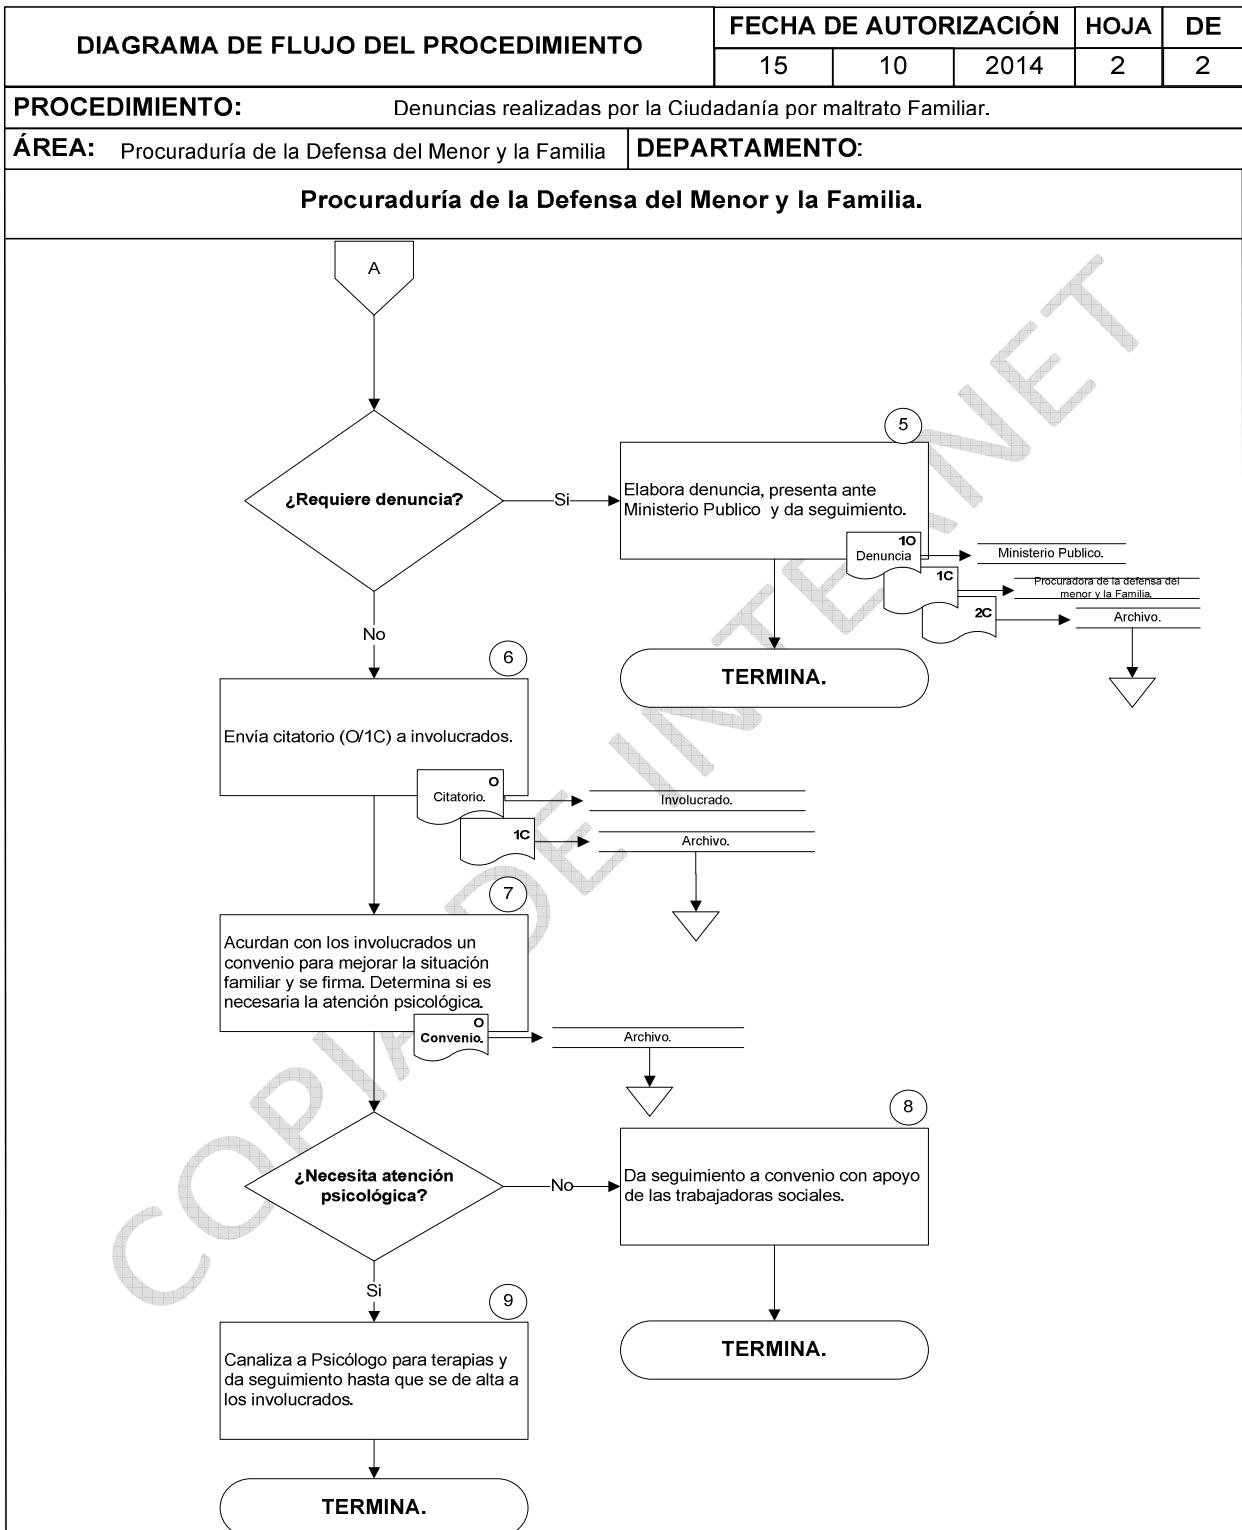 DIAGRAMA DE FLUJO DEL PROCEDIMIENTO
FECHA DE AUTORIZACIÓN
HOJA
DE
15
10
2014
2
2
PROCEDIMIENTO:
Denuncias realizadas por la Ciudadanía por maltrato Familiar.
ÁREA:
Procuraduría de la Defensa del Menor y la Familia
DEPARTAMENTO:
Procuraduría de la Defensa del Menor y la Familia.
A
¿Requiere denuncia?
Si
5
Elabora denuncia, presenta ante
Ministerio Publico y da seguimiento.
1O
Denuncia
Ministerio Publico.
1C
Procuradora de la defensa del
menor y la Familia.
2C
Archivo.
TERMINA.
No
6
Envía citatorio (O/1C) a involucrados.
O
Citatorio.
Involucrado.
1C
Archivo.
7
Acurdan con los involucrados un
convenio para mejorar la situación
familiar y se firma. Determina si es
necesaria la atención psicológica.
O
Convenio.
Archivo.
¿Necesita atención
psicológica?
No
8
Da seguimiento a convenio con apoyo
de las trabajadoras sociales.
TERMINA.
Si
9
Canaliza a Psicólogo para terapias y
da seguimiento hasta que se de alta a
los involucrados.
TERMINA.
COPIA DE INTERNET